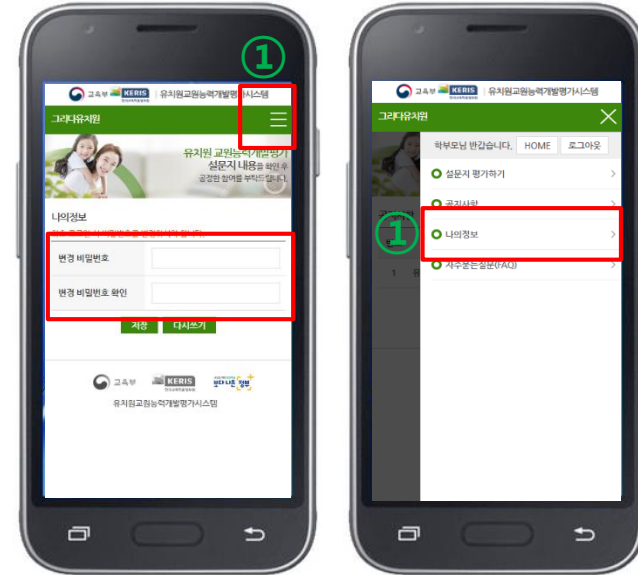 ①
교육부 KERIS 유치원교원능력개발평가시스템
그리다유치원
유치원 교원능력개발평가
설문지 내용을 확인 후
공정한 참여를 부탁드립니다.
나의정보
변경 비밀번호
변경 비밀번호 확인
저장 다시쓰기
교육부 KERIS
유치원교원능력개발평가시스템
교육부 KERIS 유치원교원능력개발평가시스템
그리다유치원
학부모님 반갑습니다. HOME 로그아웃
설문지 평가하기
공지사항
①
나의정보
자주묻는질문(FAQ)
1 유